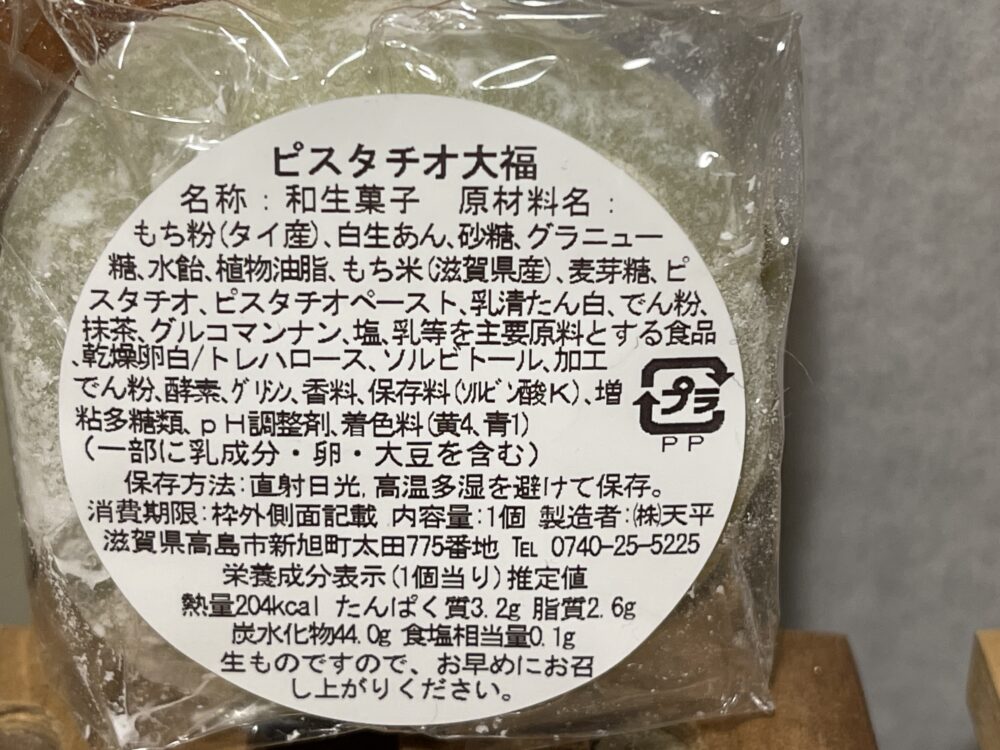 ピスタチオ大福
名称：和生菓子　原材料名：
もち粉(タイ産)、白生あん、砂糖、グラニュー
糖、水飴、植物油脂、もち米(滋賀県産)、麦芽糖、ピ
スタチオ、ピスタチオペースト、乳清たん白、でん粉、
抹茶、グルコマンナン、塩、乳等を主要原料とする食品
、乾燥卵白/トレハロース、ソルビトール、加工
でん粉、酵素、グリシン、香料、保存料(ソルビン酸K)、増
粘多糖類、pH調整剤、着色料(黄4、青1)
(一部に乳成分・卵・大豆を含む)
プラ
PP
保存方法:直射日光,高温多湿を避けて保存。
消費期限:枠外側面記載 内容量:1個 製造者:㈱天平
滋賀県高島市新旭町太田775番地 ℡ 0740-25-5225
栄養成分表示(1個当り)推定値
熱量204kcal たんぱく質3.2g 脂質2.6g
炭水化物44.0g 食塩相当量0.1g
生ものですので、お早めにお召
し上がりください。